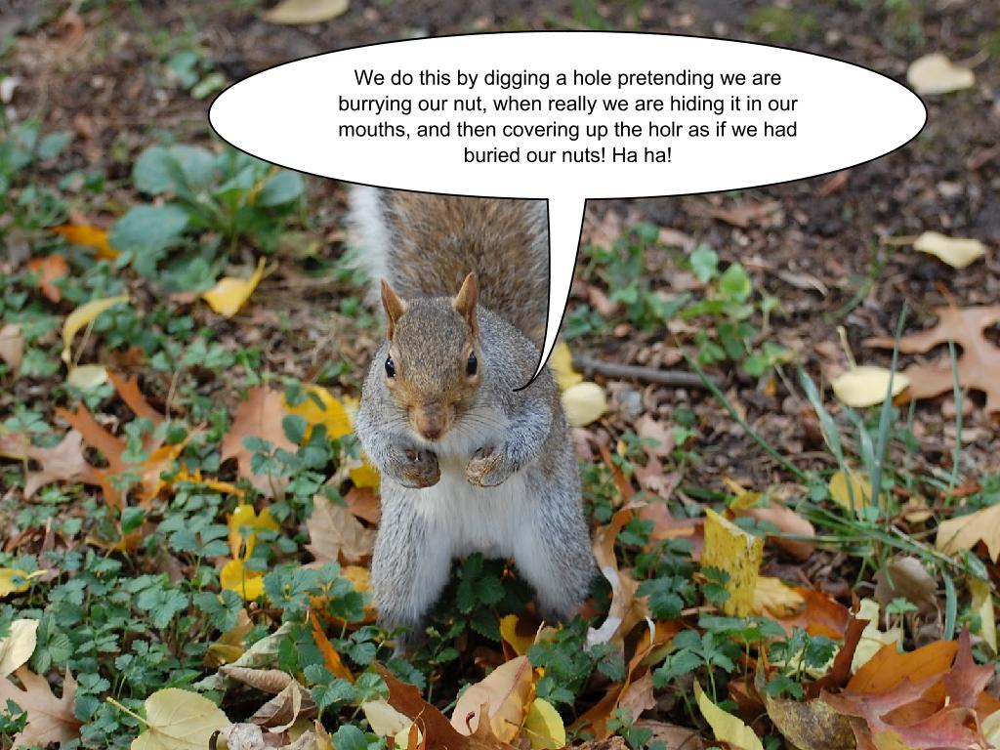 We do this by digging a hole pretending we are
burrying our nut, when really we are hiding it in our
mouths, and then covering up the holr as if we had
buried our nuts! Ha ha!